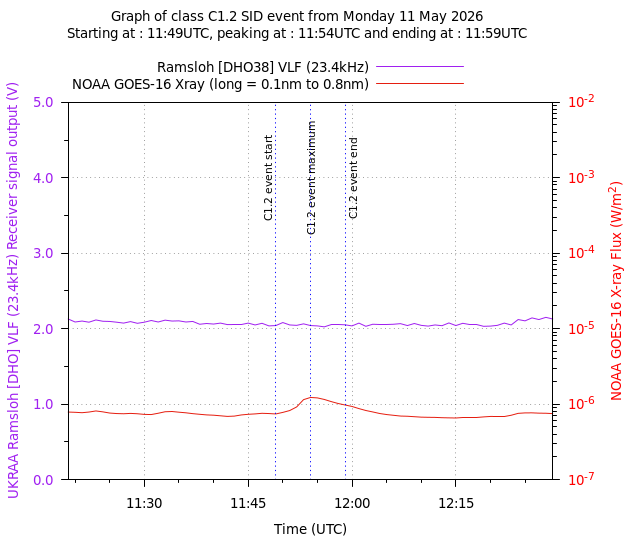 Graph of class C1.2 SID event from Monday 11 May 2026
Starting at : 11:49UTC, peaking at : 11:54UTC and ending at : 11:59UTC
Ramsloh [DHO38] VLF (23.4kHz)
NOAA GOES-16 Xray (long = 0.1nm to 0.8nm)
UKRAA Ramsloh [DHO] VLF (23.4kHz) Receiver signal output (V)
5.0
4.0
3.0
2.0
1.0
0.0
C1.2 event start
C1.2 event maximum
C1.2 event end
10-2
10-3
10-4
10-5
10-6
10-7
NOAA GOES-16 X-ray Flux (W/m2)
11:30
11:45
12:00
12:15
Time (UTC)